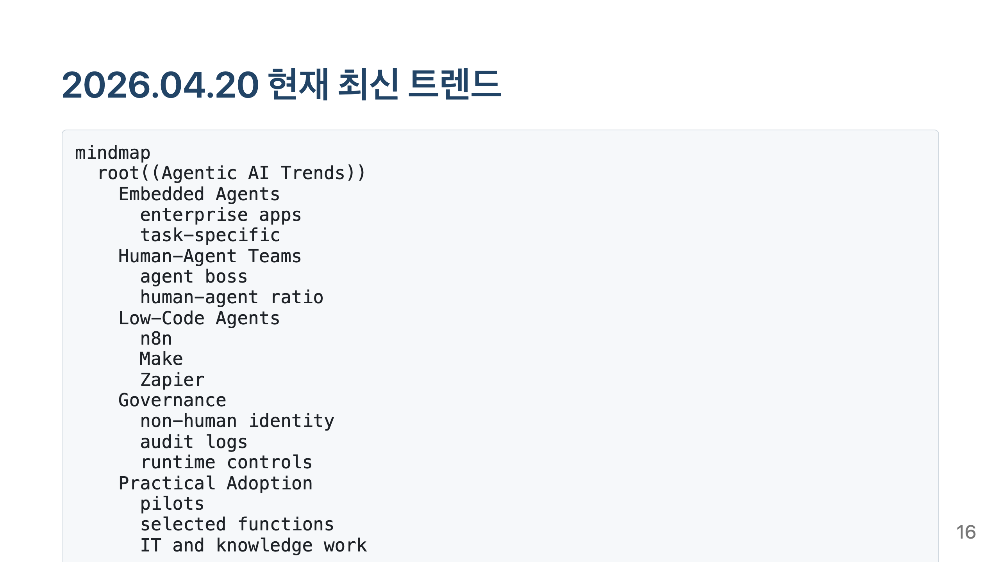 2026.04.20 현재 최신 트렌드
mindmap
  root((Agentic AI Trends))
    Embedded Agents
      enterprise apps
      task-specific
    Human-Agent Teams
      agent boss
      human-agent ratio
    Low-Code Agents
      n8n
      Make
      Zapier
    Governance
      non-human identity
      audit logs
      runtime controls
    Practical Adoption
      pilots
      selected functions
      IT and knowledge work
16